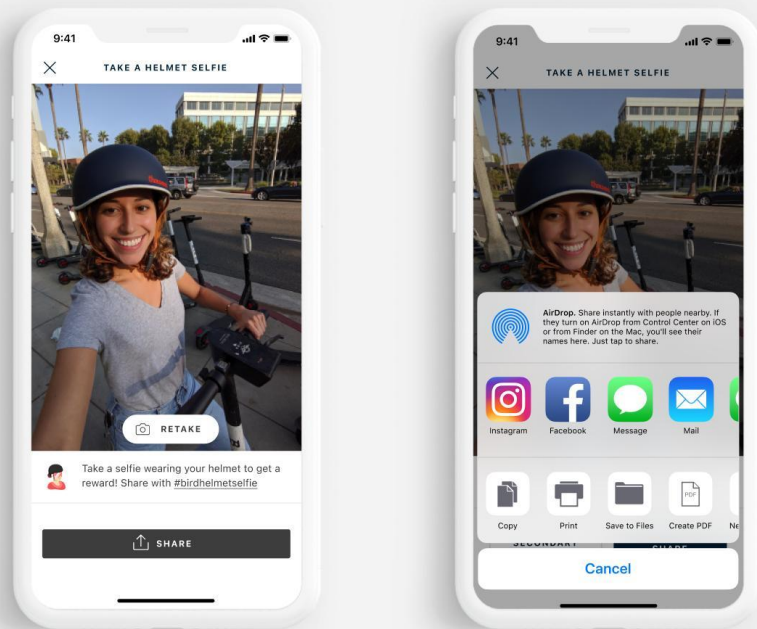 9:41
TAKE A HELMET SELFIE
RETAKE
Take a selfie wearing your helmet to get a
reward! Share with #birdhelmetselfie
SHARE
9:41
TAKE A HELMET SELFIE
AirDrop. Share instantly with people nearby. If
they turn on AirDrop from Control Center on iOS
or from Finder on the Mac, you'll see their
names here. Just tap to share.
Instagram
Facebook
Message
Mail
PDF
Copy
Print
Save to Files
Create PDF
Ne
SECONDARY
SHARE
Cancel